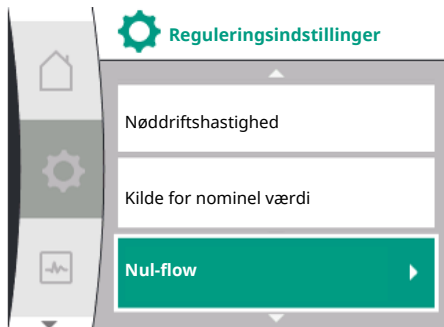 Reguleringsindstillinger
Nøddriftshastighed
Kilde for nominel værdi
Nul-flow